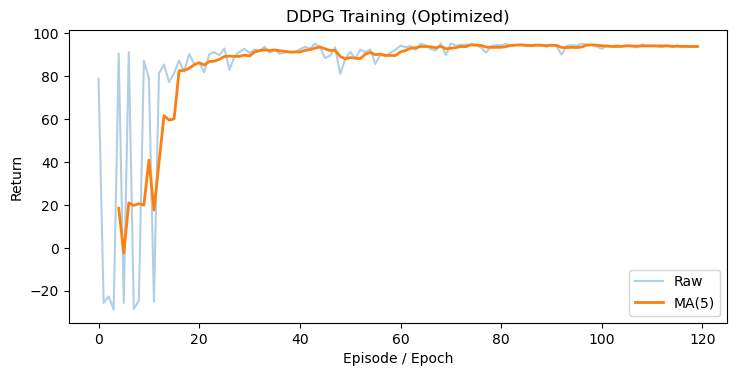 DDPG Training (Optimized)
Return
100
80
60
40
20
0
−20
0
20
40
60
80
100
120
Episode / Epoch
Raw
MA(5)